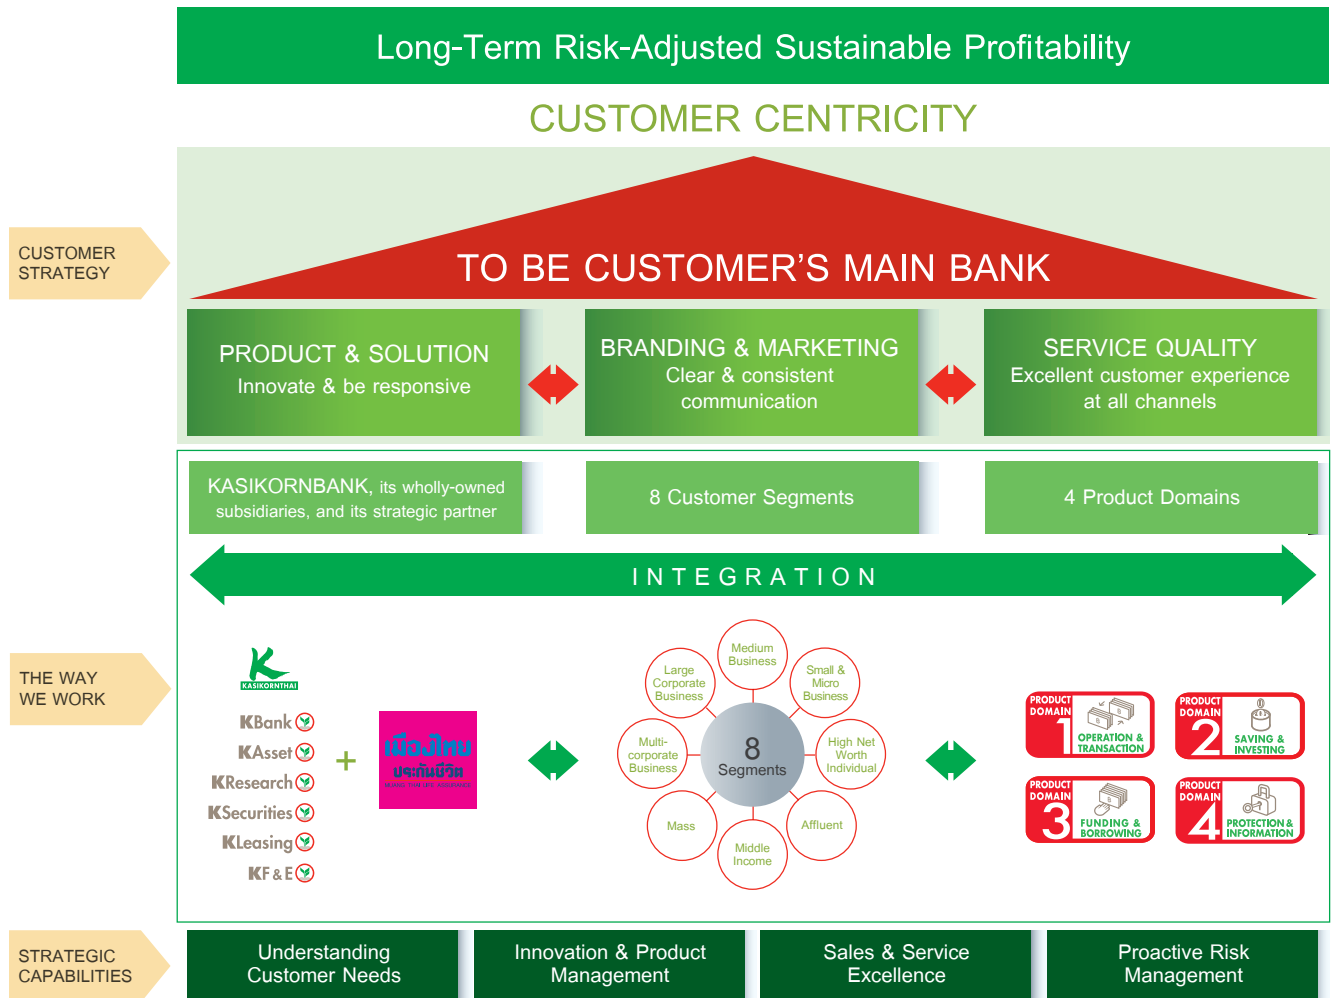 Long-Term Risk-Adjusted Sustainable Profitability
CUSTOMER CENTRICITY
CUSTOMER
STRATEGY
TO BE CUSTOMER'S MAIN BANK
PRODUCT & SOLUTION
Innovate & be responsive
BRANDING & MARKETING
Clear & consistent
communication
SERVICE QUALITY
Excellent customer experience
at all channels
KASIKORNBANK, its wholly-owned
subsidiaries, and its strategic partner
8 Customer Segments
4 Product Domains
INTEGRATION
THE WAY
WE WORK
KASIKORNTHAI
KBank
KAsset
KResearch
KSecurities
KLeasing
KF & E
+
เมืองไทย
ประกันชีวิต
MUANG THAI LIFE ASSURANCE
8
Segments
Medium
Business
Small &
Micro
Business
High Net
Worth
Individual
Affluent
Middle
Income
Mass
Multi-
corporate
Business
Large
Corporate
Business
PRODUCT
DOMAIN
1
OPERATION &
TRANSACTION
PRODUCT
DOMAIN
2
SAVING &
INVESTING
PRODUCT
DOMAIN
3
FUNDING &
BORROWING
PRODUCT
DOMAIN
4
PROTECTION &
INFORMATION
STRATEGIC
CAPABILITIES
Understanding
Customer Needs
Innovation & Product
Management
Sales & Service
Excellence
Proactive Risk
Management